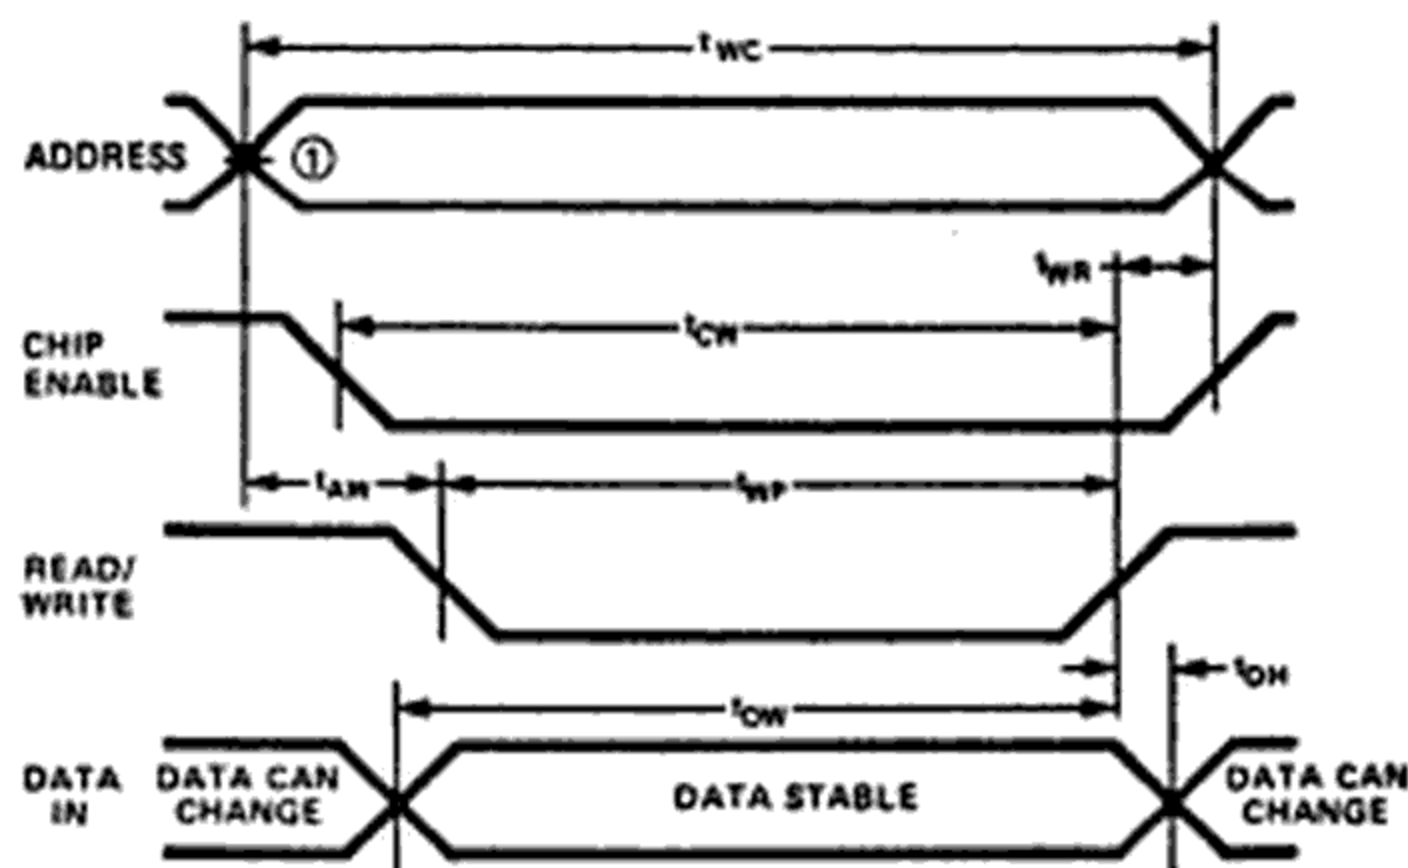 tWC
ADDRESS
①
tWR
tCW
CHIP
ENABLE
tAW
tWP
READ/
WRITE
tDH
tDW
DATA
IN
DATA CAN
CHANGE
DATA STABLE
DATA CAN
CHANGE